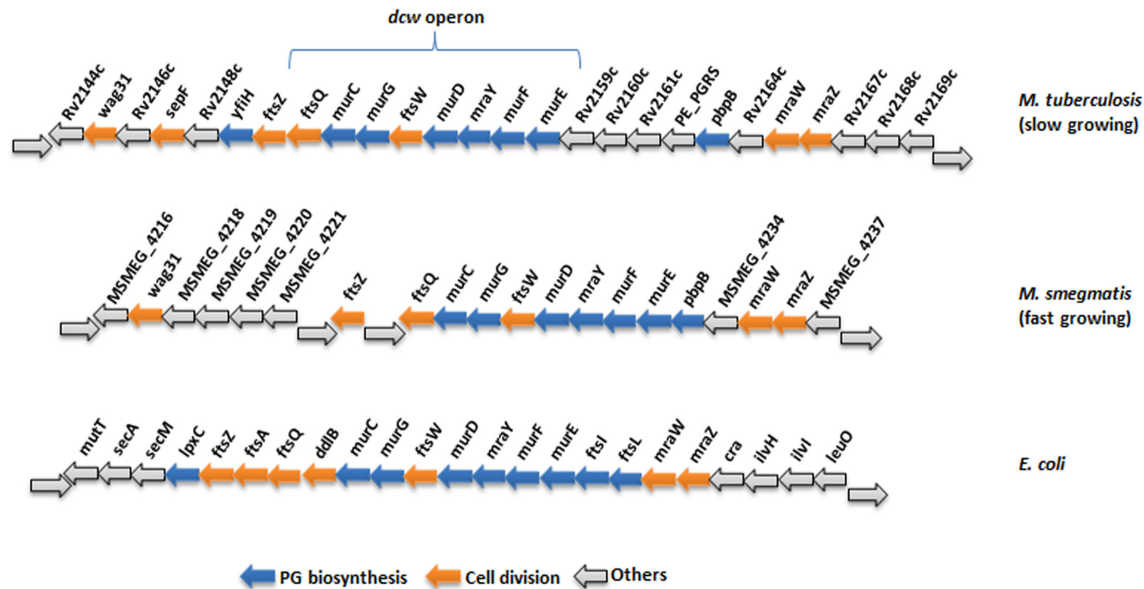 dcw operon
Rv2144c
wag31
Rv2146c
sepF
Rv2148c
yfiH
ftsZ
ftsQ
murC
murG
ftsW
murD
mraY
murF
murE
Rv2159c
Rv2160c
Rv2161c
PE_PGRS
pbpB
Rv2164c
mraW
mraZ
Rv2167c
Rv2168c
Rv2169c
M. tuberculosis
(slow growing)
MSMEG_4216
wag31
MSMEG_4218
MSMEG_4219
MSMEG_4220
MSMEG_4221
ftsZ
ftsQ
murC
murG
ftsW
murD
mraY
murF
murE
pbpB
MSMEG_4234
mraW
mraZ
MSMEG_4237
M. smegmatis
(fast growing)
mutT
secA
secM
lpxC
ftsZ
ftsA
ftsQ
ddlB
murC
murG
ftsW
murD
mraY
murF
murE
ftsI
ftsL
mraW
mraZ
cra
ilvH
ilvI
leuO
E. coli
PG biosynthesis
Cell division
Others